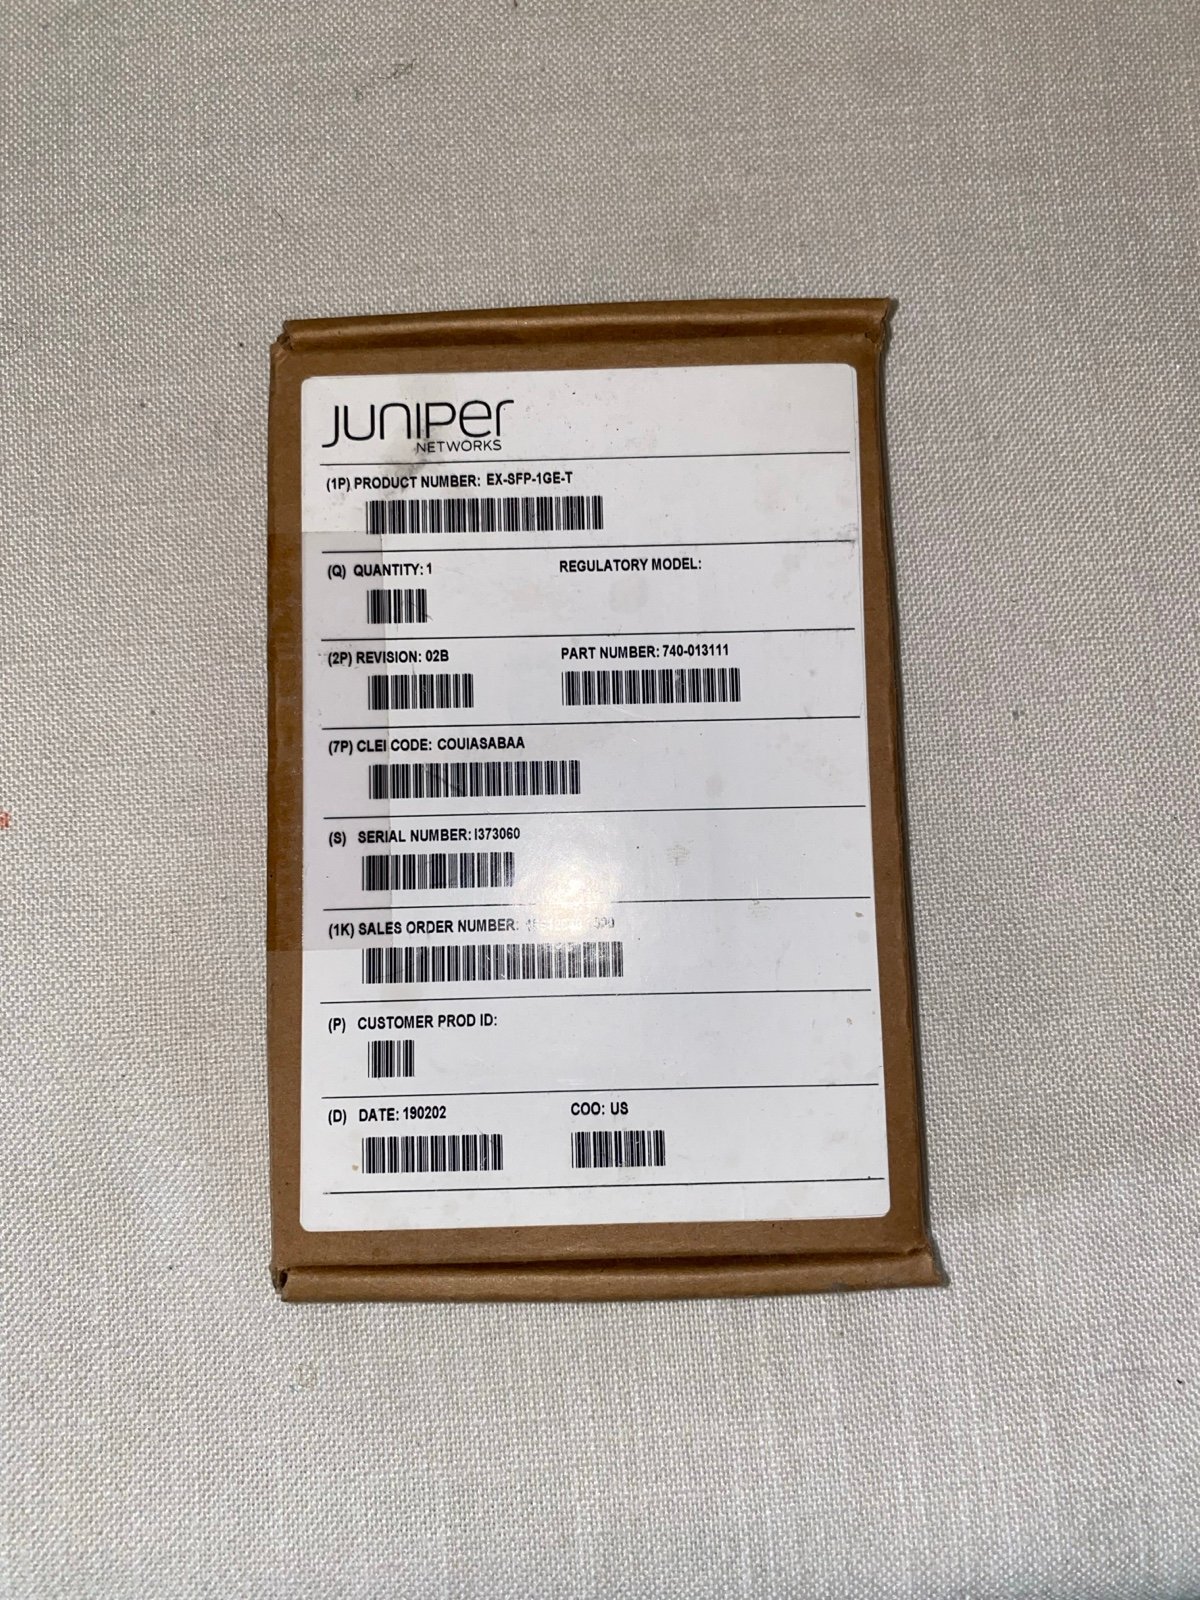 JUNIPER
NETWORKS
(1P) PRODUCT NUMBER: EX-SFP-1GE-T
(Q) QUANTITY: 1 REGULATORY MODEL:
(2P) REVISION: 02B PART NUMBER: 740-013111
(7P) CLEI CODE: COUIASABAA
(S) SERIAL NUMBER: I373060
(1K) SALES ORDER NUMBER:
(P) CUSTOMER PROD ID:
(D) DATE: 190202 COO: US